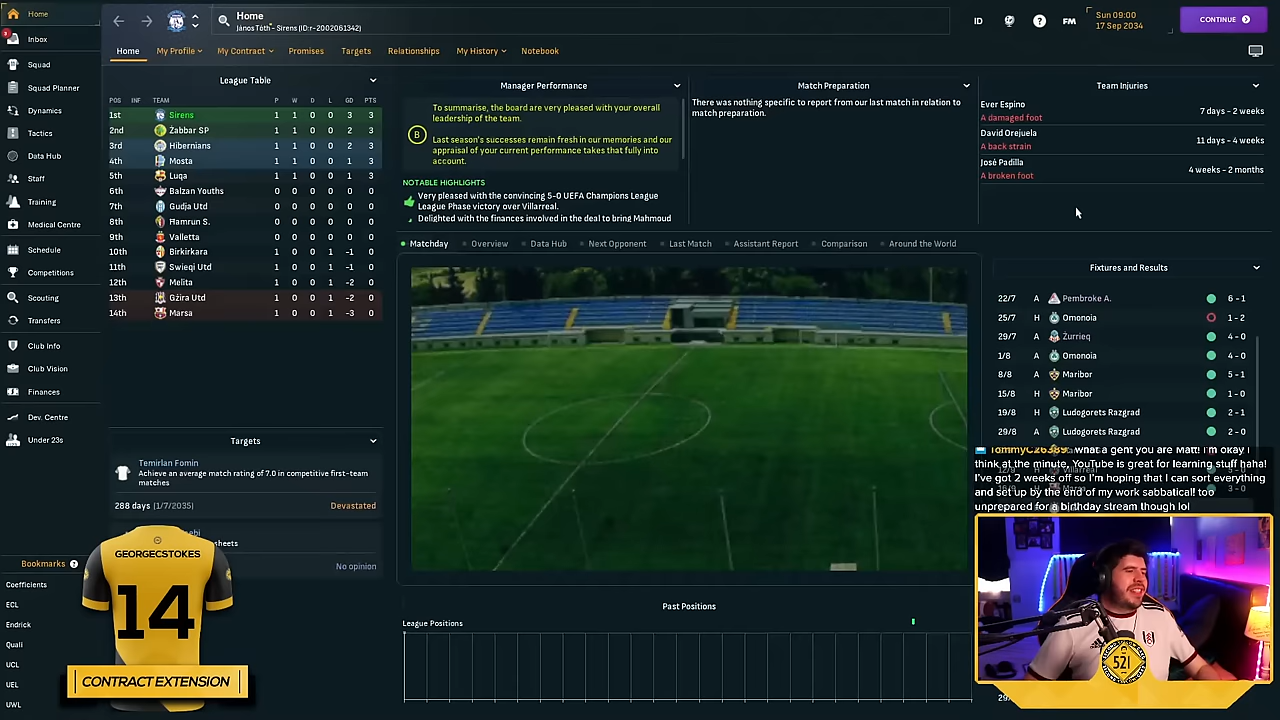 Home
Home
János Tóth - Sirens (ID:r-2002061342)
ID
FM
Sun 09:00
17 Sep 2034
CONTINUE
3
Inbox
Squad
Squad Planner
Dynamics
Tactics
Data Hub
Staff
Training
Medical Centre
Schedule
Competitions
Scouting
Transfers
Club Info
Club Vision
Finances
Dev. Centre
Under 23s
Bookmarks
Coefficients
ECL
Endrick
Quali
UCL
UEL
UWL
Home My Profile My Contract Promises Targets Relationships My History Notebook
League Table
POS INF TEAM P W D L GD PTS
1st Sirens 1 1 0 0 3 3
2nd Żabbar SP 1 1 0 0 2 3
3rd Hibernians 1 1 0 0 2 3
4th Mosta 1 1 0 0 1 3
5th Luqa 1 1 0 0 1 3
6th Balzan Youths 0 0 0 0 0 0
7th Gudja Utd 0 0 0 0 0 0
8th Hamrun S. 0 0 0 0 0 0
9th Valletta 0 0 0 0 0 0
10th Birkirkara 1 0 0 1 -1 0
11th Swieqi Utd 1 0 0 1 -1 0
12th Melita 1 0 0 1 -2 0
13th Gżira Utd 1 0 0 1 -2 0
14th Marsa 1 0 0 1 -3 0
Targets
Temirlan Fomin
Achieve an average match rating of 7.0 in competitive first-team
matches
288 days (1/7/2035) Devastated
sheets
No opinion
GEORGECSTOKES
14
CONTRACT EXTENSION
Manager Performance
B
To summarise, the board are very pleased with your overall
leadership of the team.
Last season's successes remain fresh in our memories and our
appraisal of your current performance takes that fully into
account.
NOTABLE HIGHLIGHTS
Very pleased with the convincing 5-0 UEFA Champions League
League Phase victory over Villarreal.
Delighted with the finances involved in the deal to bring Mahmoud
Match Preparation
There was nothing specific to report from our last match in relation to
match preparation.
Team Injuries
Ever Espino
A damaged foot
7 days - 2 weeks
David Orejuela
A back strain
11 days - 4 weeks
José Padilla
A broken foot
4 weeks - 2 months
Matchday Overview Data Hub Next Opponent Last Match Assistant Report Comparison Around the World
Past Positions
League Positions
Fixtures and Results
22/7 A Pembroke A. 6 - 1
25/7 H Omonoia 1 - 2
29/7 A Żurrieq 4 - 0
1/8 A Omonoia 4 - 0
8/8 A Maribor 5 - 1
15/8 H Maribor 1 - 0
19/8 H Ludogorets Razgrad 2 - 1
29/8 A Ludogorets Razgrad 2 - 0
TommyC26389: what a gent you are Matt! I'm okay I
think at the minute, YouTube is great for learning stuff haha!
I've got 2 weeks off so I'm hoping that I can sort everything
and set up by the end of my work sabbatical! too
unprepared for a birthday stream though lol
521